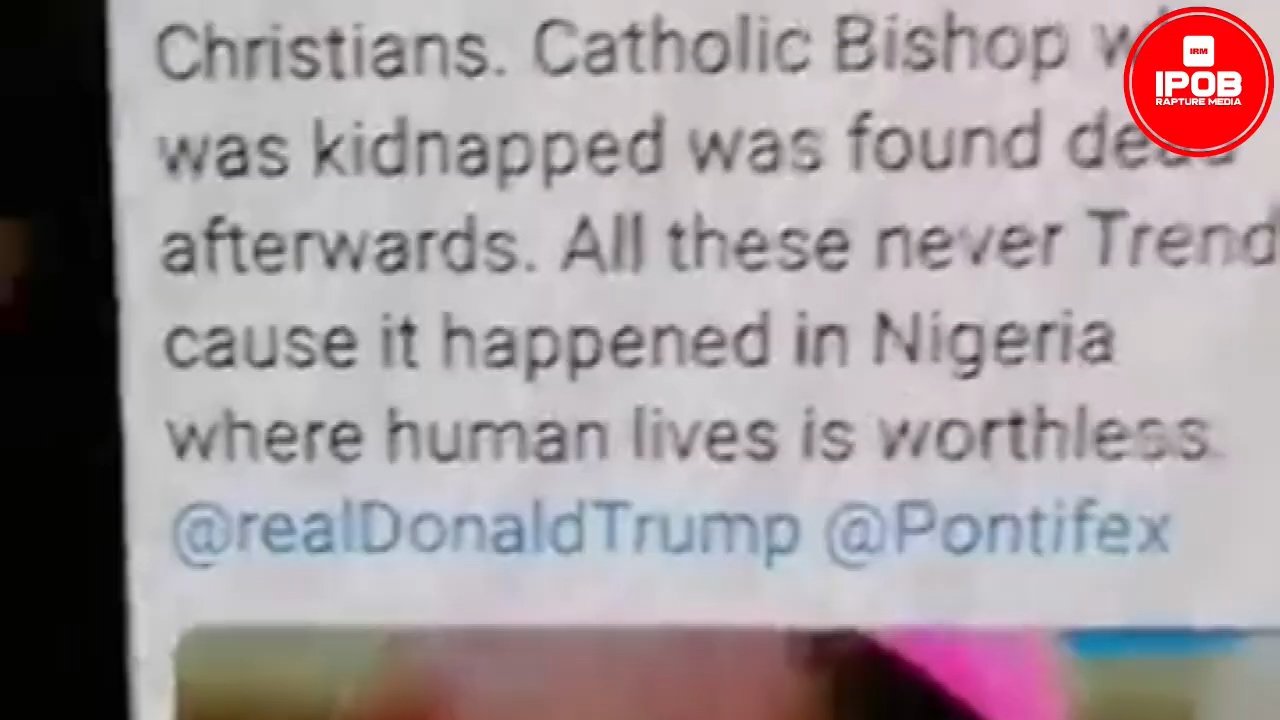 Christians. Catholic Bishop
was kidnapped was found dead
afterwards. All these never Trend
cause it happened in Nigeria
where human lives is worthless.
@realDonaldTrump @Pontifex
IRM
IPOB
RAPTURE MEDIA